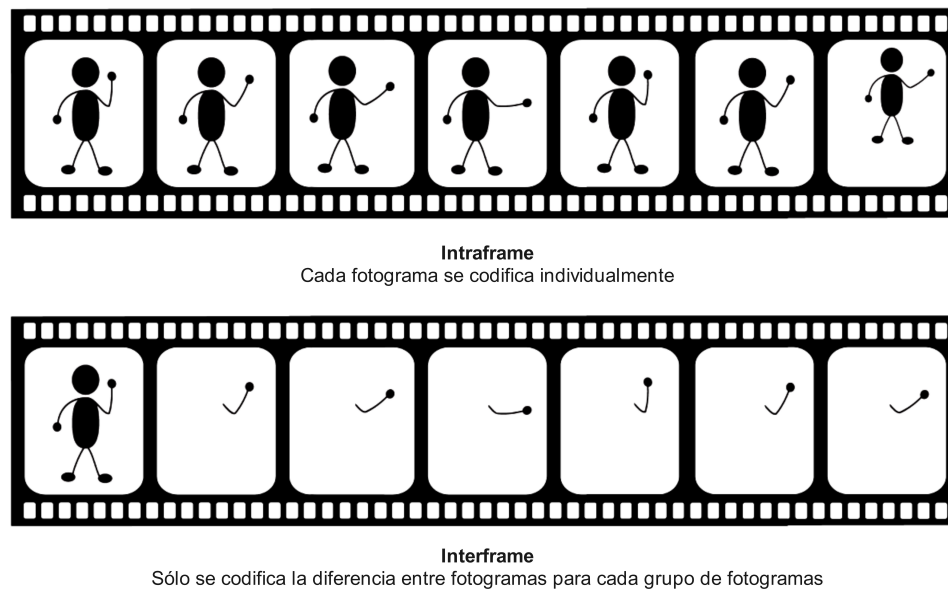 Intraframe
Cada fotograma se codifica individualmente
Interframe
Sólo se codifica la diferencia entre fotogramas para cada grupo de fotogramas